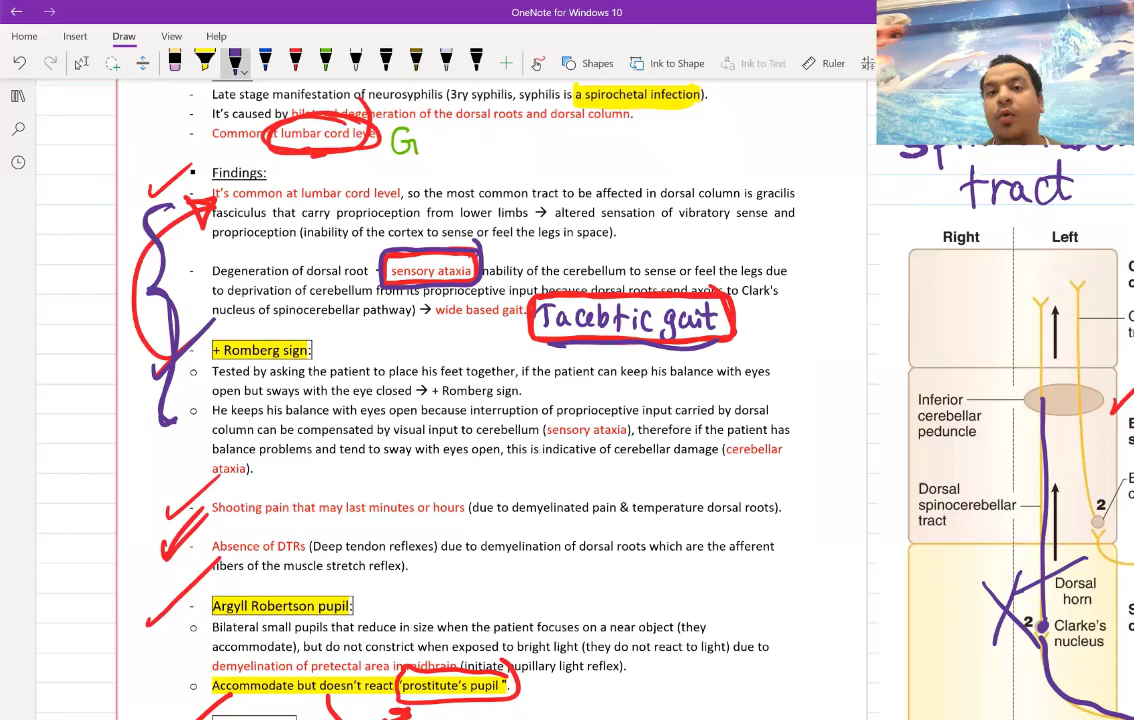 OneNote for Windows 10
Home Insert Draw View Help
Shapes Ink to Shape Ink to Text Ruler
- Late stage manifestation of neurosyphilis (3ry syphilis, syphilis is a spirochetal infection).
- It's caused by bilateral degeneration of the dorsal roots and dorsal column.
- Common at lumbar cord level
G
▪ Findings:
- It's common at lumbar cord level, so the most common tract to be affected in dorsal column is gracilis
fasciculus that carry proprioception from lower limbs → altered sensation of vibratory sense and
proprioception (inability of the cortex to sense or feel the legs in space).
- Degeneration of dorsal root → sensory ataxia (inability of the cerebellum to sense or feel the legs due
to deprivation of cerebellum from its proprioceptive input because dorsal roots send axons to Clark's
nucleus of spinocerebellar pathway) → wide based gait.
Tacebtic gait
- + Romberg sign:
o Tested by asking the patient to place his feet together, if the patient can keep his balance with eyes
open but sways with the eye closed → + Romberg sign.
o He keeps his balance with eyes open because interruption of proprioceptive input carried by dorsal
column can be compensated by visual input to cerebellum (sensory ataxia), therefore if the patient has
balance problems and tend to sway with eyes open, this is indicative of cerebellar damage (cerebellar
ataxia).
- Shooting pain that may last minutes or hours (due to demyelinated pain & temperature dorsal roots).
- Absence of DTRs (Deep tendon reflexes) due to demyelination of dorsal roots which are the afferent
fibers of the muscle stretch reflex).
- Argyll Robertson pupil:
o Bilateral small pupils that reduce in size when the patient focuses on a near object (they
accommodate), but do not constrict when exposed to bright light (they do not react to light) due to
demyelination of pretectal area in midbrain (initiate pupillary light reflex).
o Accommodate but doesn't react "prostitute's pupil ".
tract
Right Left
Inferior
cerebellar
peduncle
Dorsal
spinocerebellar
tract
2
Dorsal
horn
2 Clarke's
nucleus